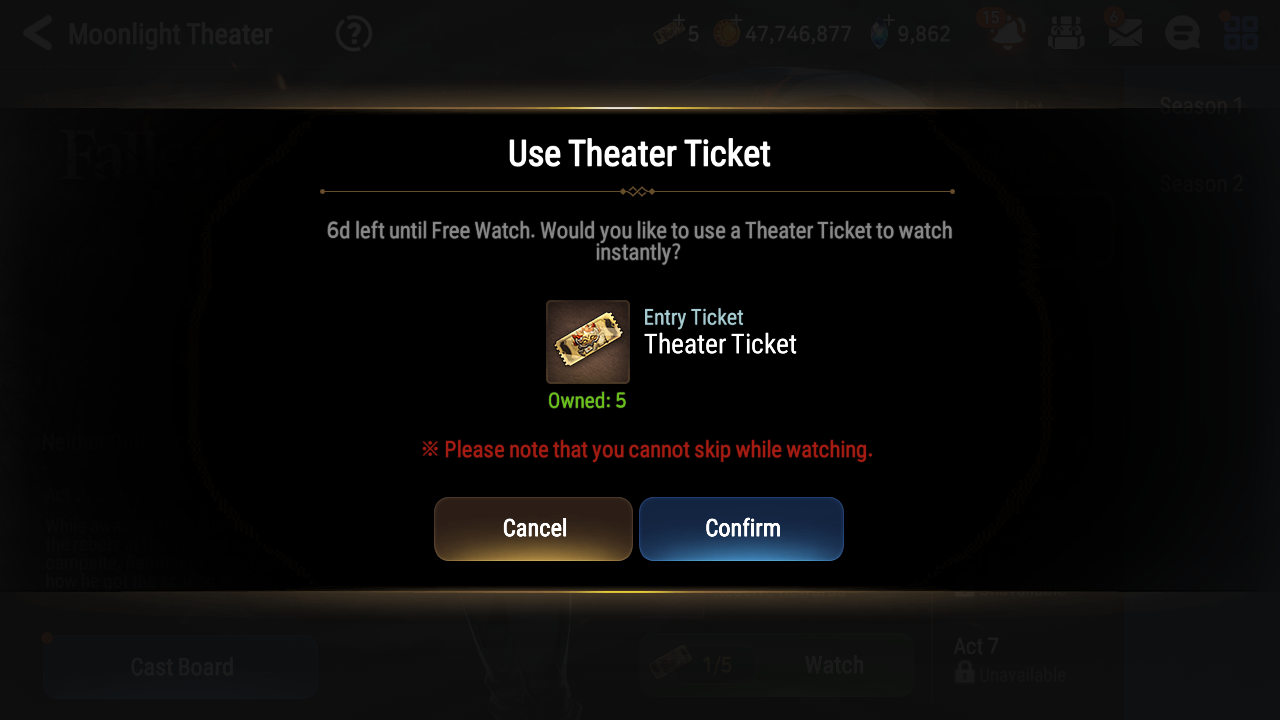 Moonlight Theater
?
5
47,746,877
9,862
15
6
Season 1
Season 2
Use Theater Ticket
6d left until Free Watch. Would you like to use a Theater Ticket to watch
instantly?
Entry Ticket
Theater Ticket
Owned: 5
※ Please note that you cannot skip while watching.
Cancel
Confirm
Unavailable
Act 7
Unavailable
Cast Board
1/5
Watch